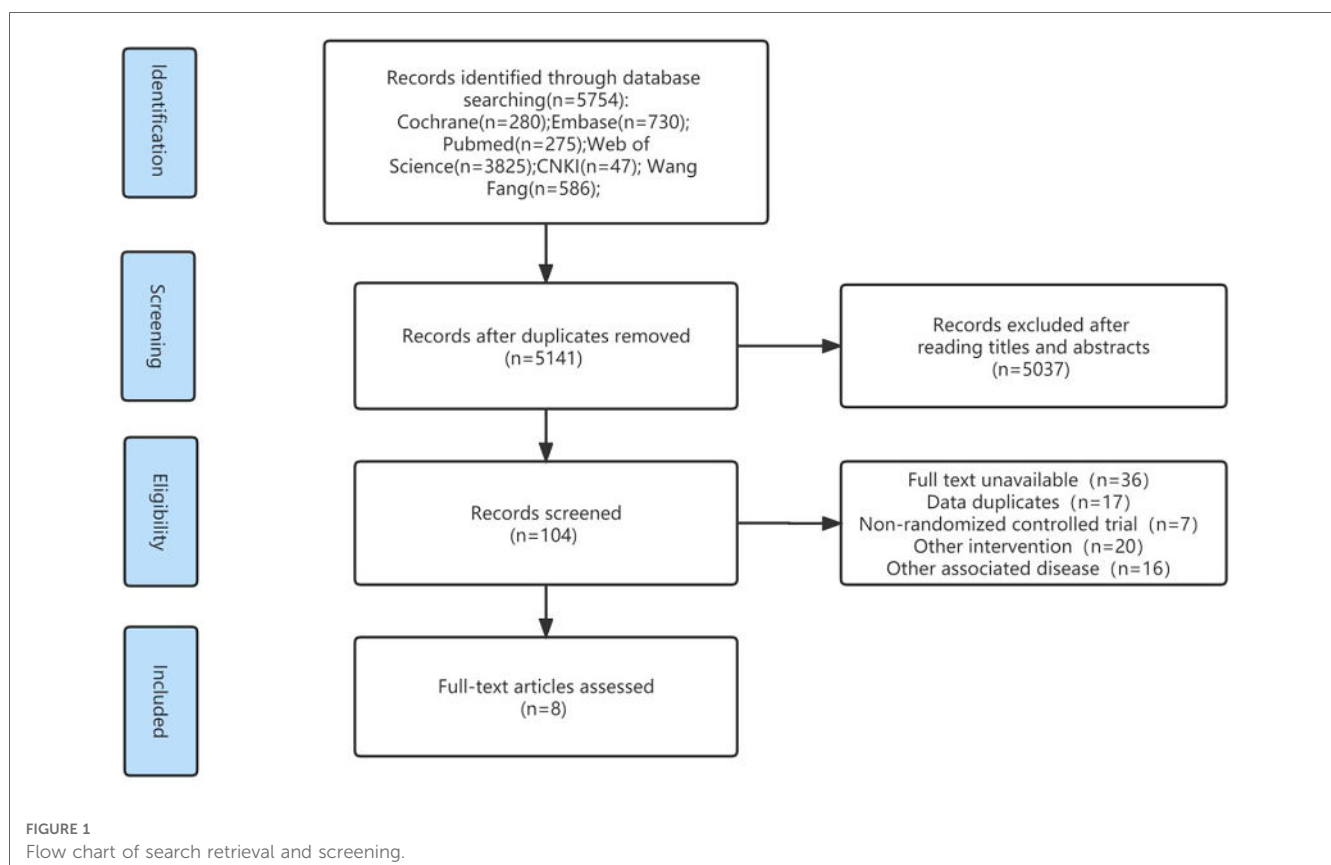 Identification
Records identified through database
searching(n=5754):
Cochrane(n=280);Embase(n=730);
Pubmed(n=275);Web of
Science(n=3825);CNKI(n=47); Wang
Fang(n=586);
Screening
Records after duplicates removed
(n=5141)
Records excluded after
reading titles and abstracts
(n=5037)
Eligibility
Records screened
(n=104)
Full text unavailable (n=36)
Data duplicates (n=17)
Non-randomized controlled trial (n=7)
Other intervention (n=20)
Other associated disease (n=16)
Included
Full-text articles assessed
(n=8)
FIGURE 1
Flow chart of search retrieval and screening.